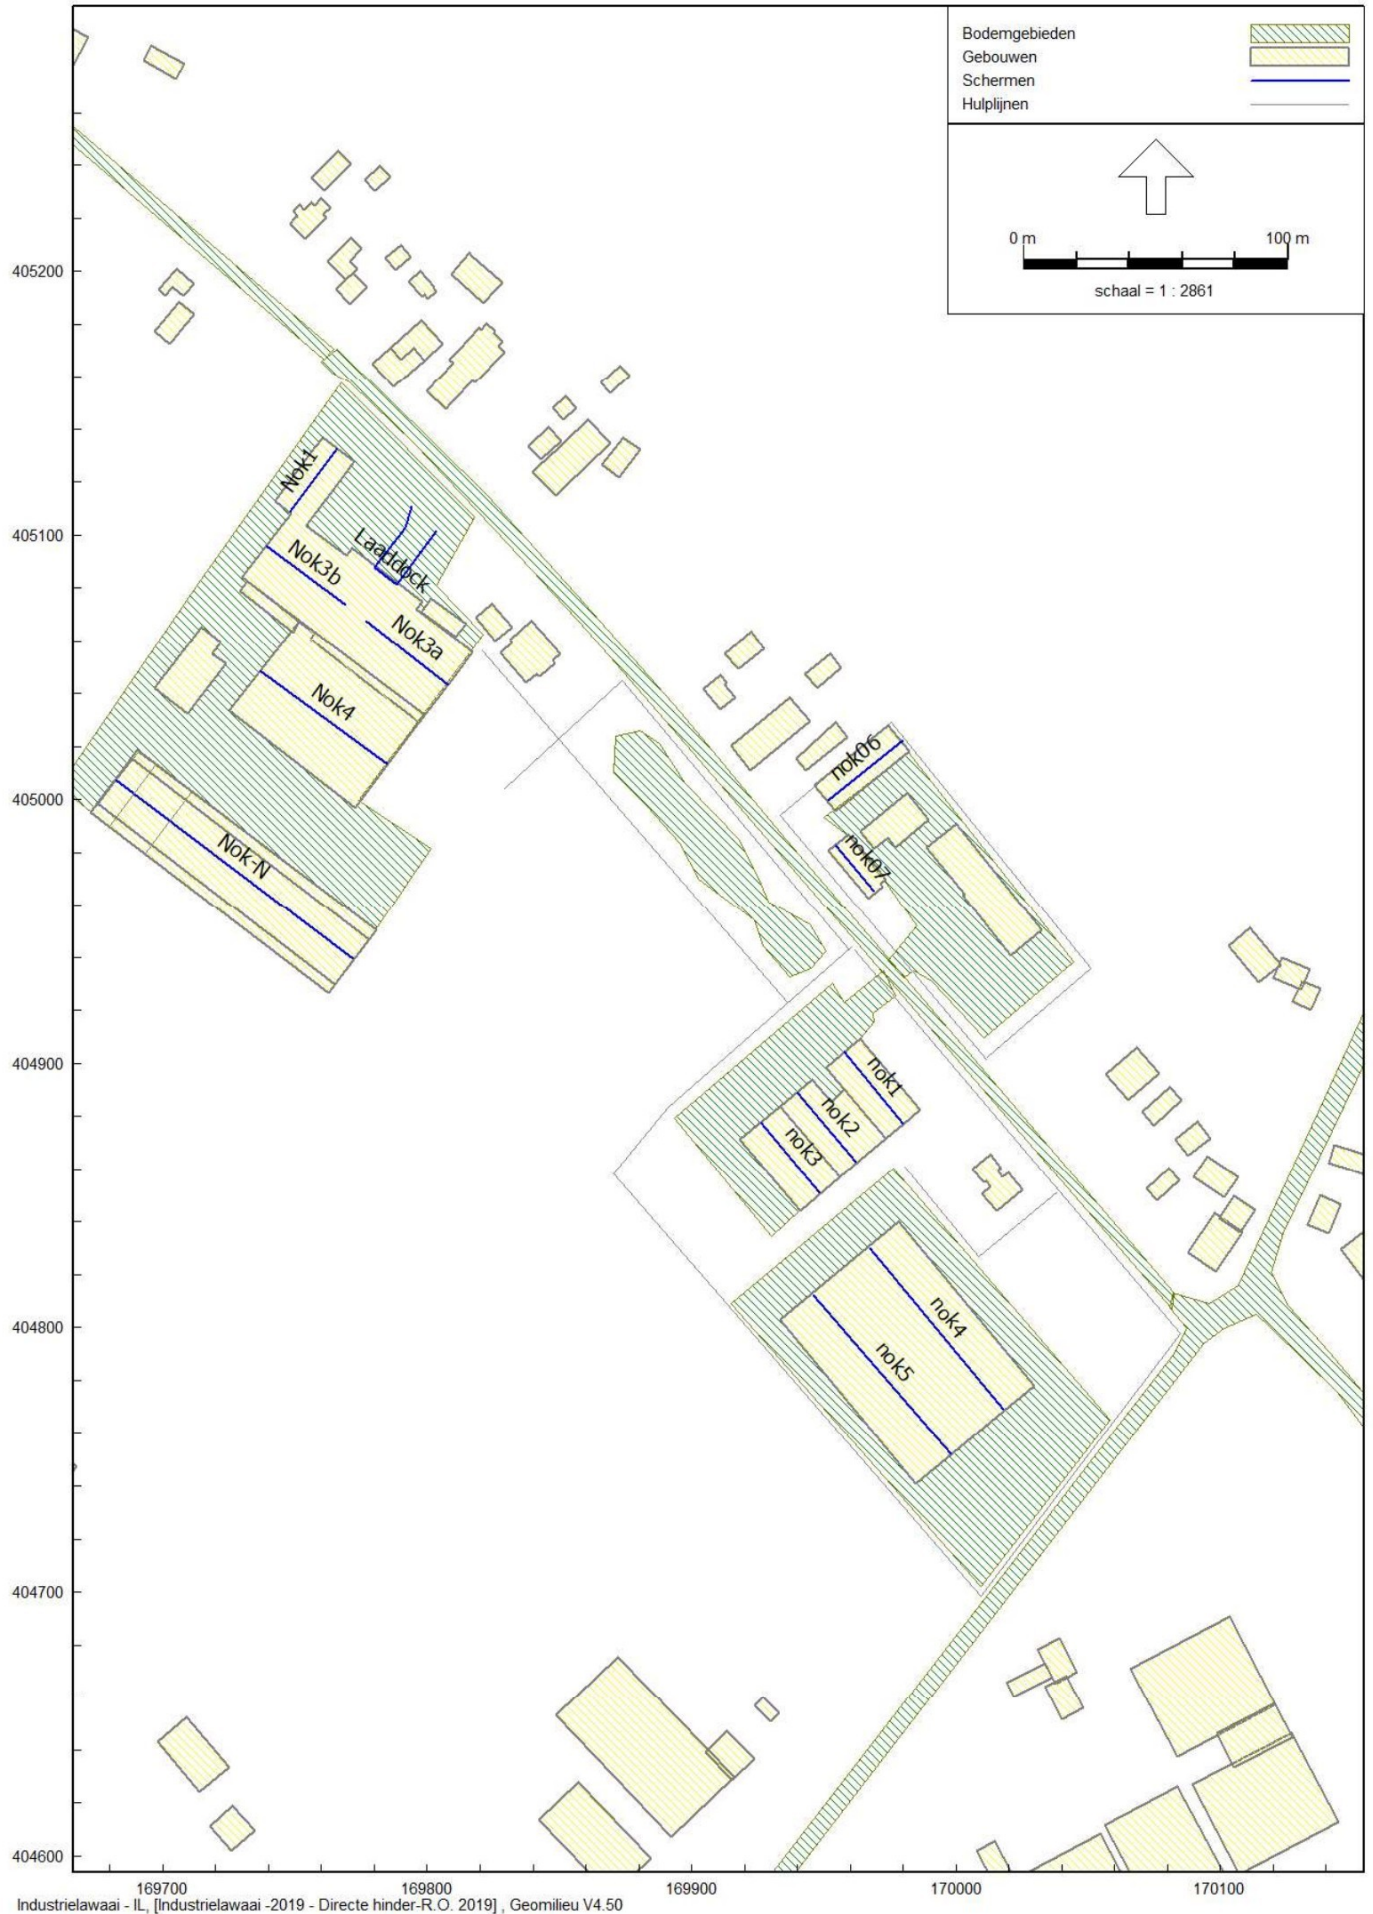 Bodemgebieden
Gebouwen
Schermen
Hulplijnen
0 m 100 m
schaal = 1 : 2861
405200
405100
405000
404900
404800
404700
404600
Nok1
Laaddock
Nok3b
Nok3a
Nok4
Nok-N
nok06
nok07
nok1
nok2
nok3
nok4
nok5
169700 169800 169900 170000 170100
Industrielawaai - IL, [Industrielawaai -2019 - Directe hinder-R.O. 2019] , Geomilieu V4.50